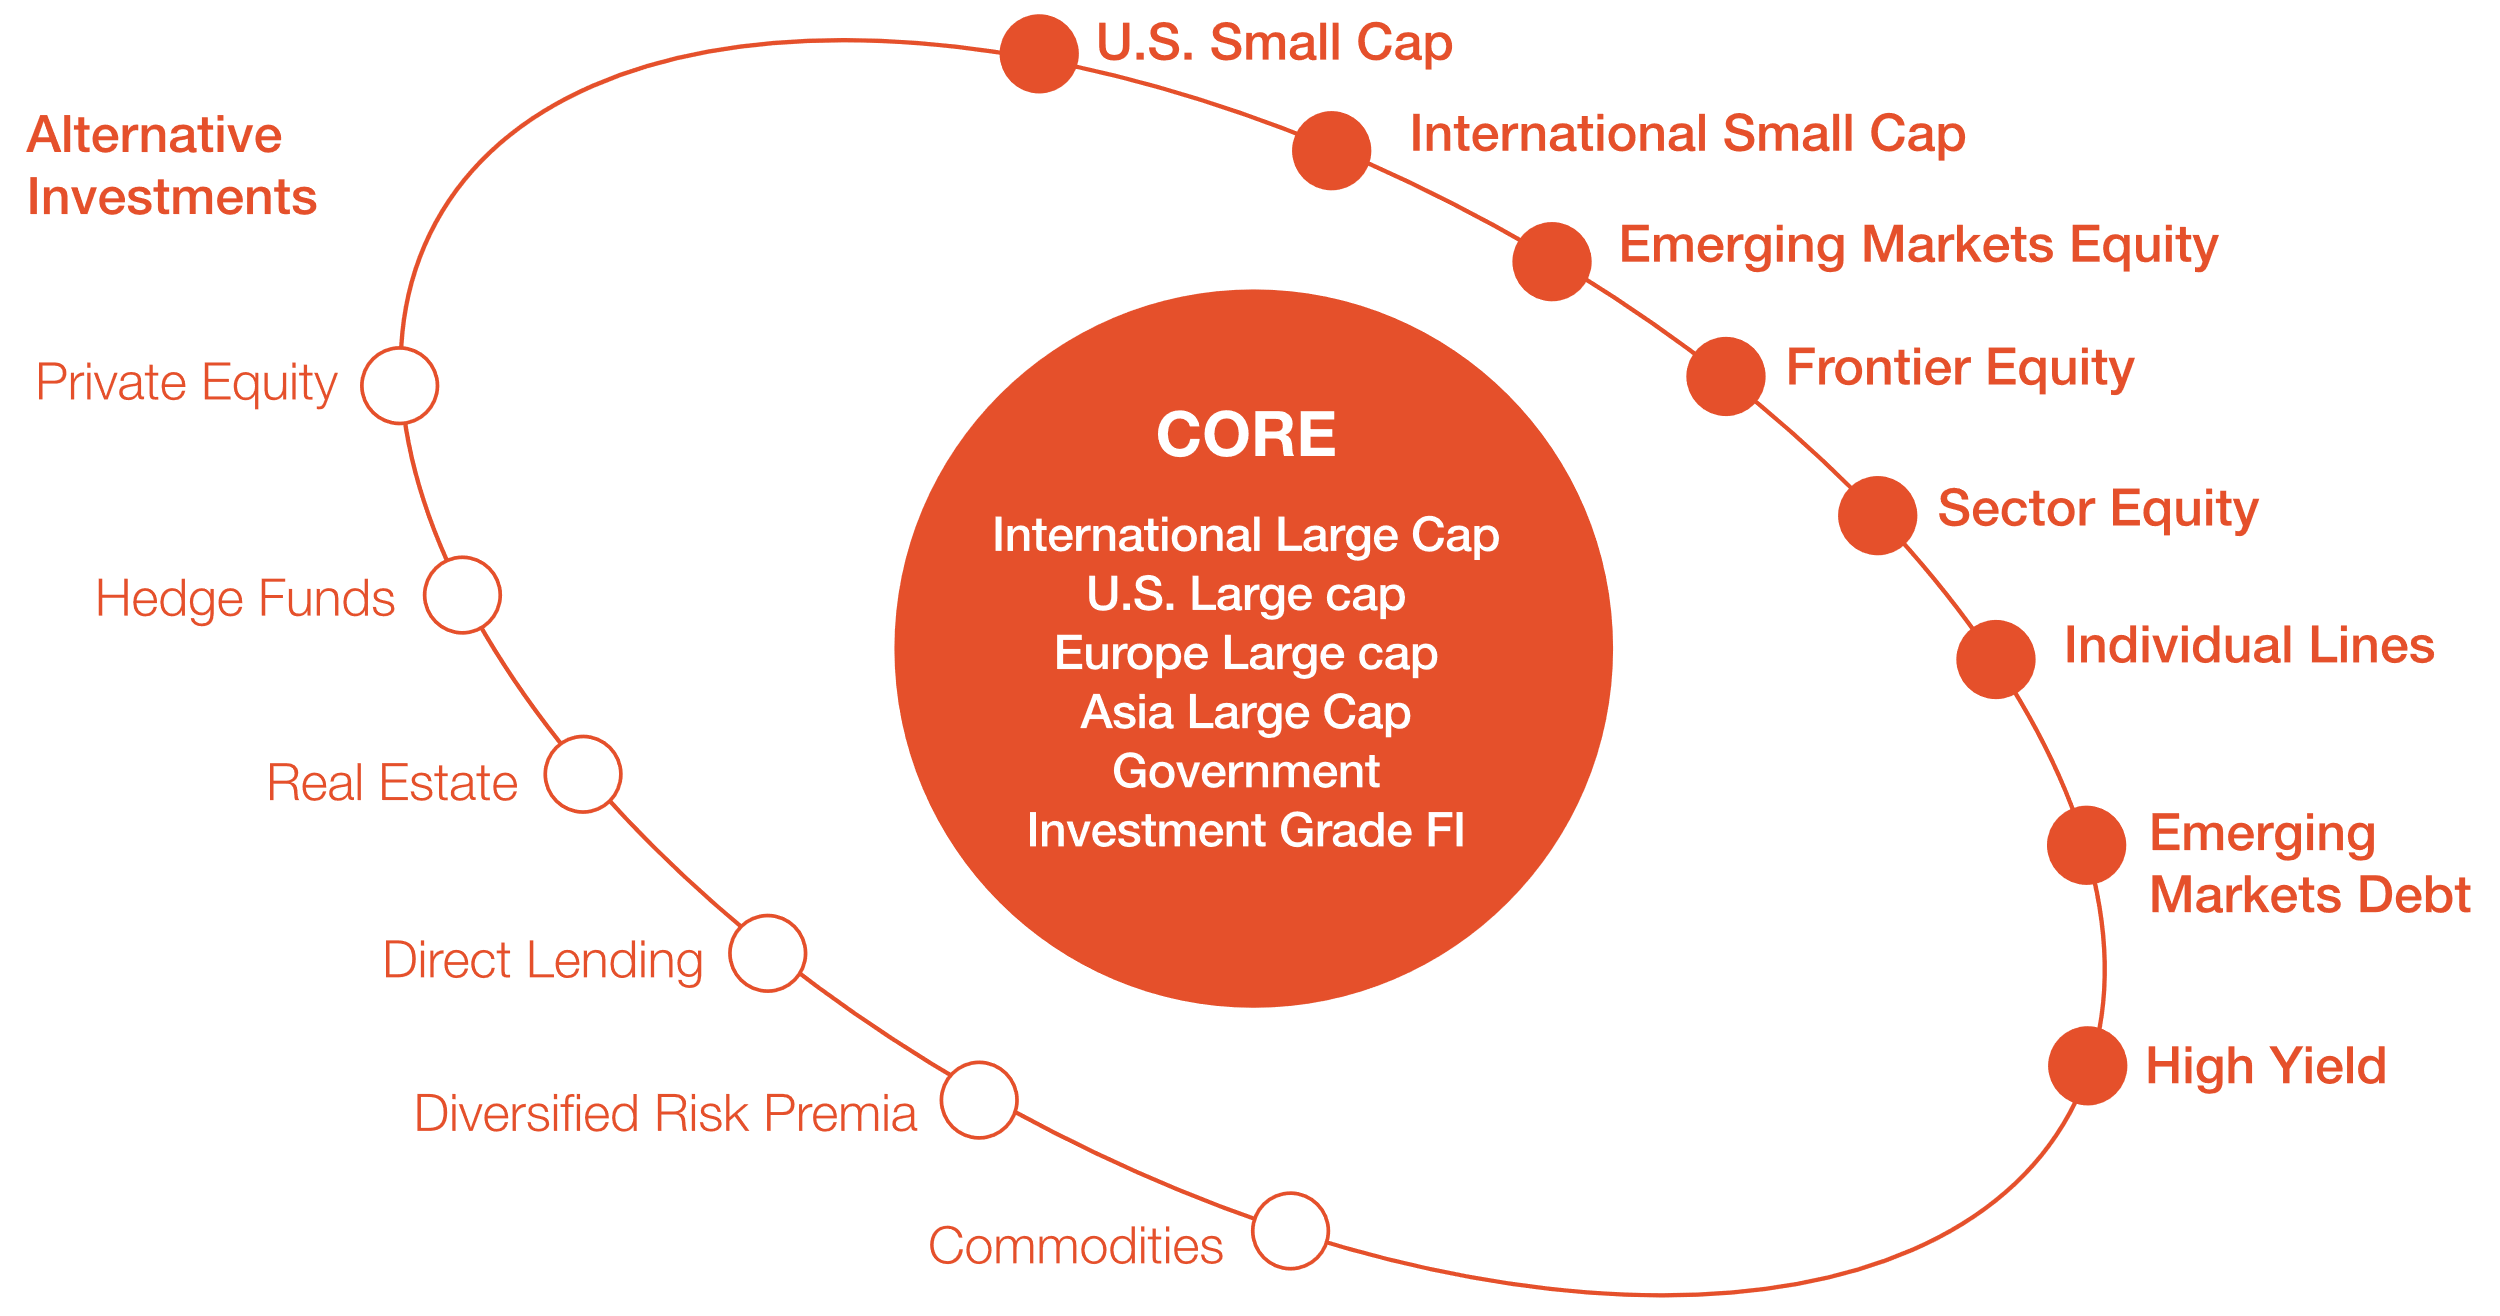 Alternative
Investments
Private Equity
Hedge Funds
Real Estate
Direct Lending
Diversified Risk Premia
Commodities
CORE
International Large Cap
U.S. Large cap
Europe Large cap
Asia Large Cap
Government
Investment Grade FI
U.S. Small Cap
International Small Cap
Emerging Markets Equity
Frontier Equity
Sector Equity
Individual Lines
Emerging
Markets Debt
High Yield